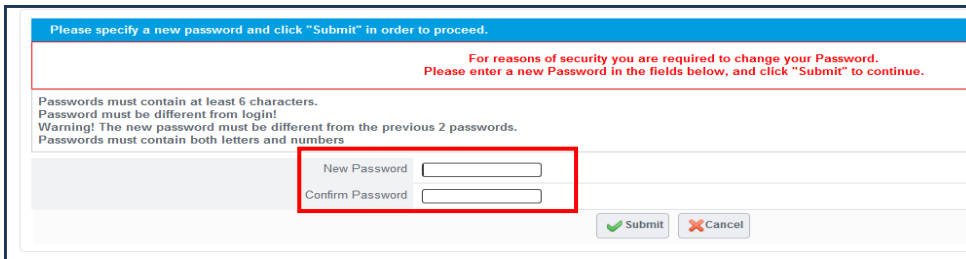 Please specify a new password and click "Submit" in order to proceed.
For reasons of security you are required to change your Password.
Please enter a new Password in the fields below, and click "Submit" to continue.
Passwords must contain at least 6 characters.
Password must be different from login!
Warning! The new password must be different from the previous 2 passwords.
Passwords must contain both letters and numbers
New Password
Confirm Password
Submit Cancel